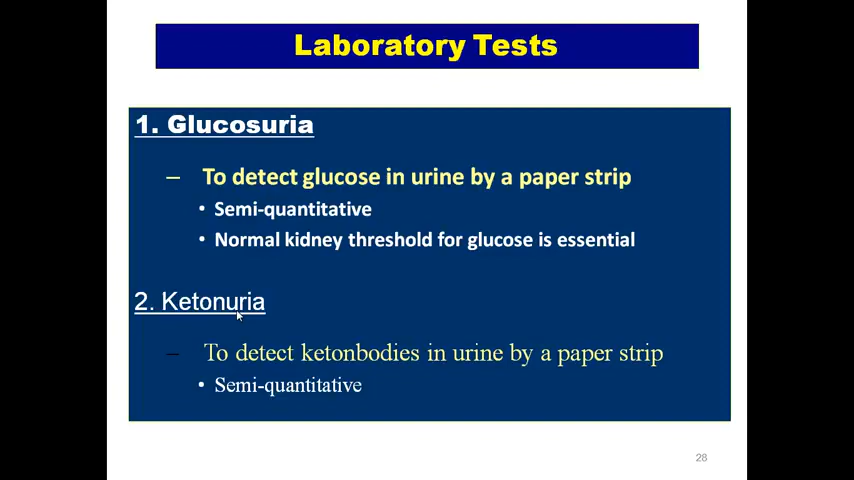 Laboratory Tests
1. Glucosuria
– To detect glucose in urine by a paper strip
• Semi-quantitative
• Normal kidney threshold for glucose is essential
2. Ketonuria
– To detect ketonbodies in urine by a paper strip
• Semi-quantitative
28